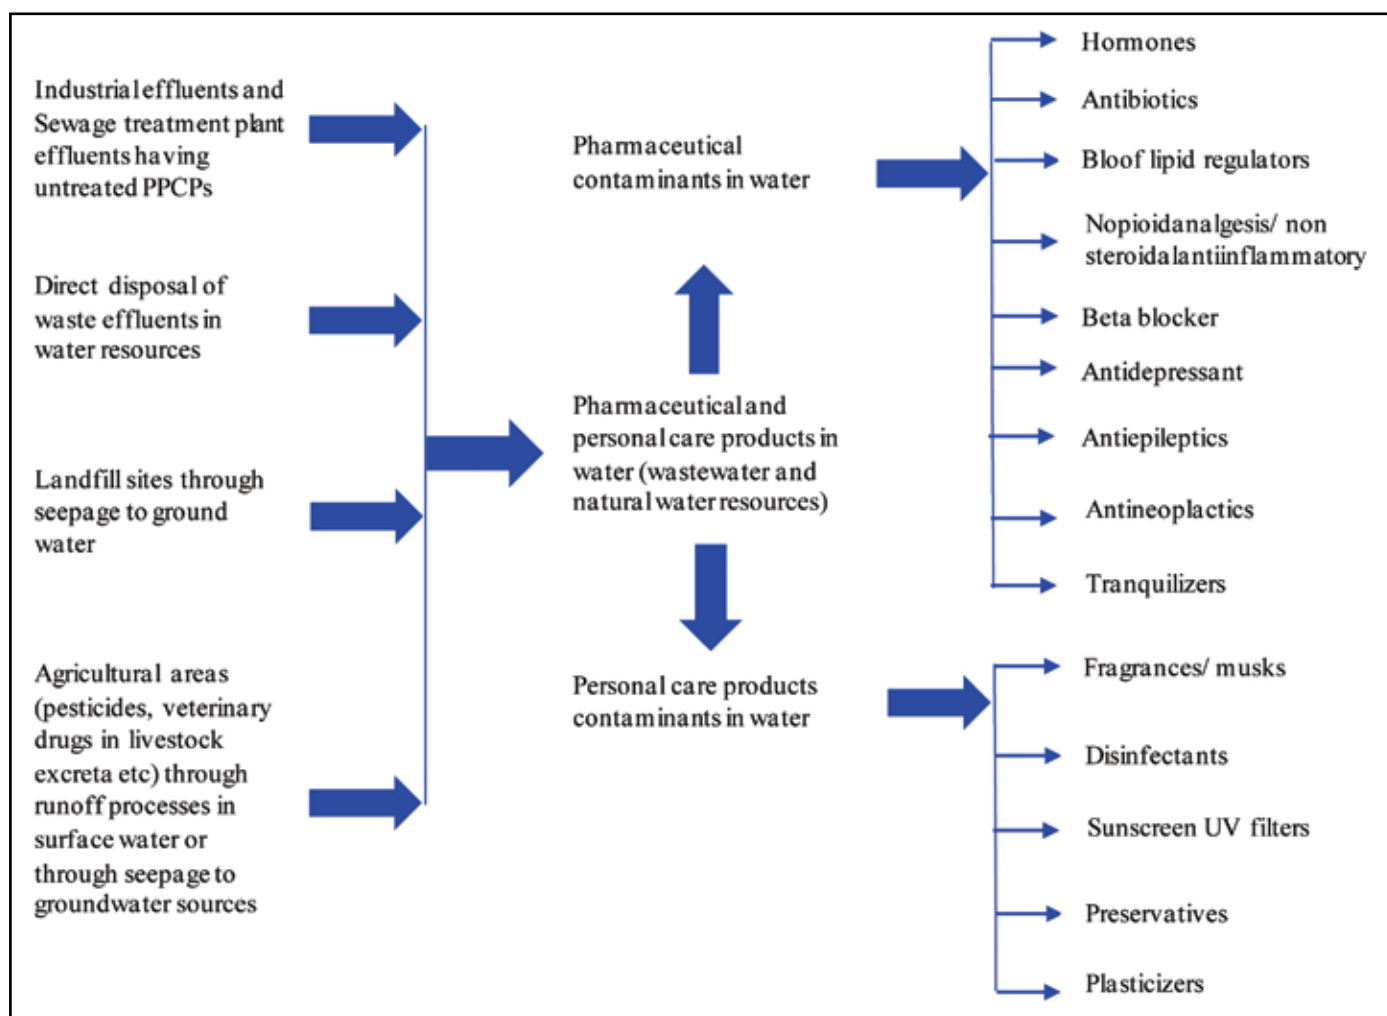 Industrial effluents and
Sewage treatment plant
effluents having
untreated PPCPs
Direct disposal of
waste effluents in
water resources
Landfill sites through
seepage to ground
water
Agricultural areas
(pesticides, veterinary
drugs in livestock
excreta etc) through
runoff processes in
surface water or
through seepage to
groundwater sources
Pharmaceutical
contaminants in water
Pharmaceutical and
personal care products in
water (wastewater and
natural water resources)
Personal care products
contaminants in water
Hormones
Antibiotics
Bloof lipid regulators
Nopioidanalgesis/ non
steroidalantiinflammatory
Beta blocker
Antidepressant
Antiepileptics
Antineoplactics
Tranquilizers
Fragrances/ musks
Disinfectants
Sunscreen UV filters
Preservatives
Plasticizers